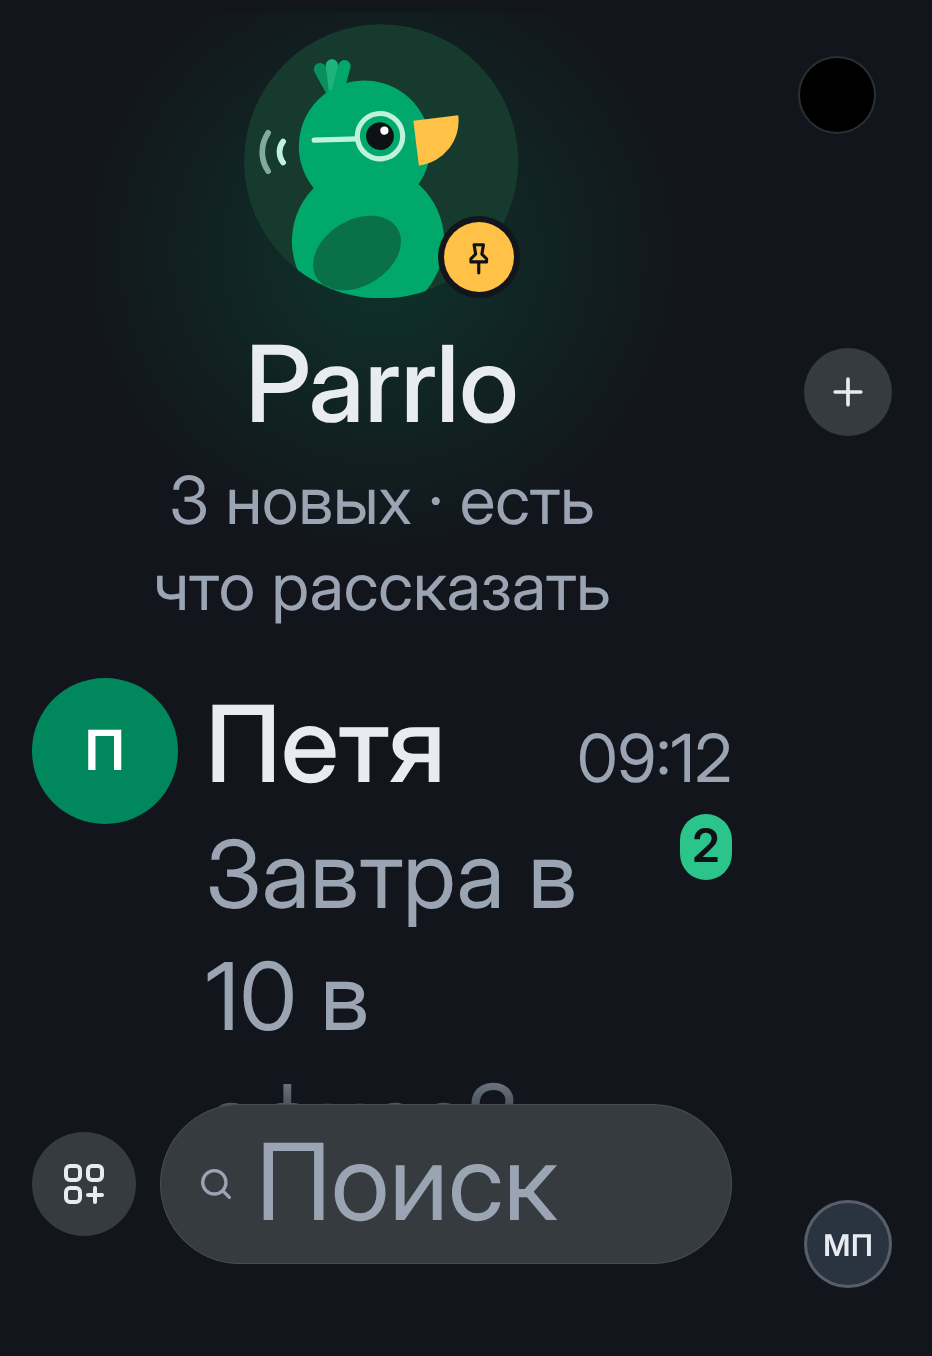 Parrlo
3 новых · есть
что рассказать
П
Петя
09:12
Завтра в
2
10 в
Поиск
МП